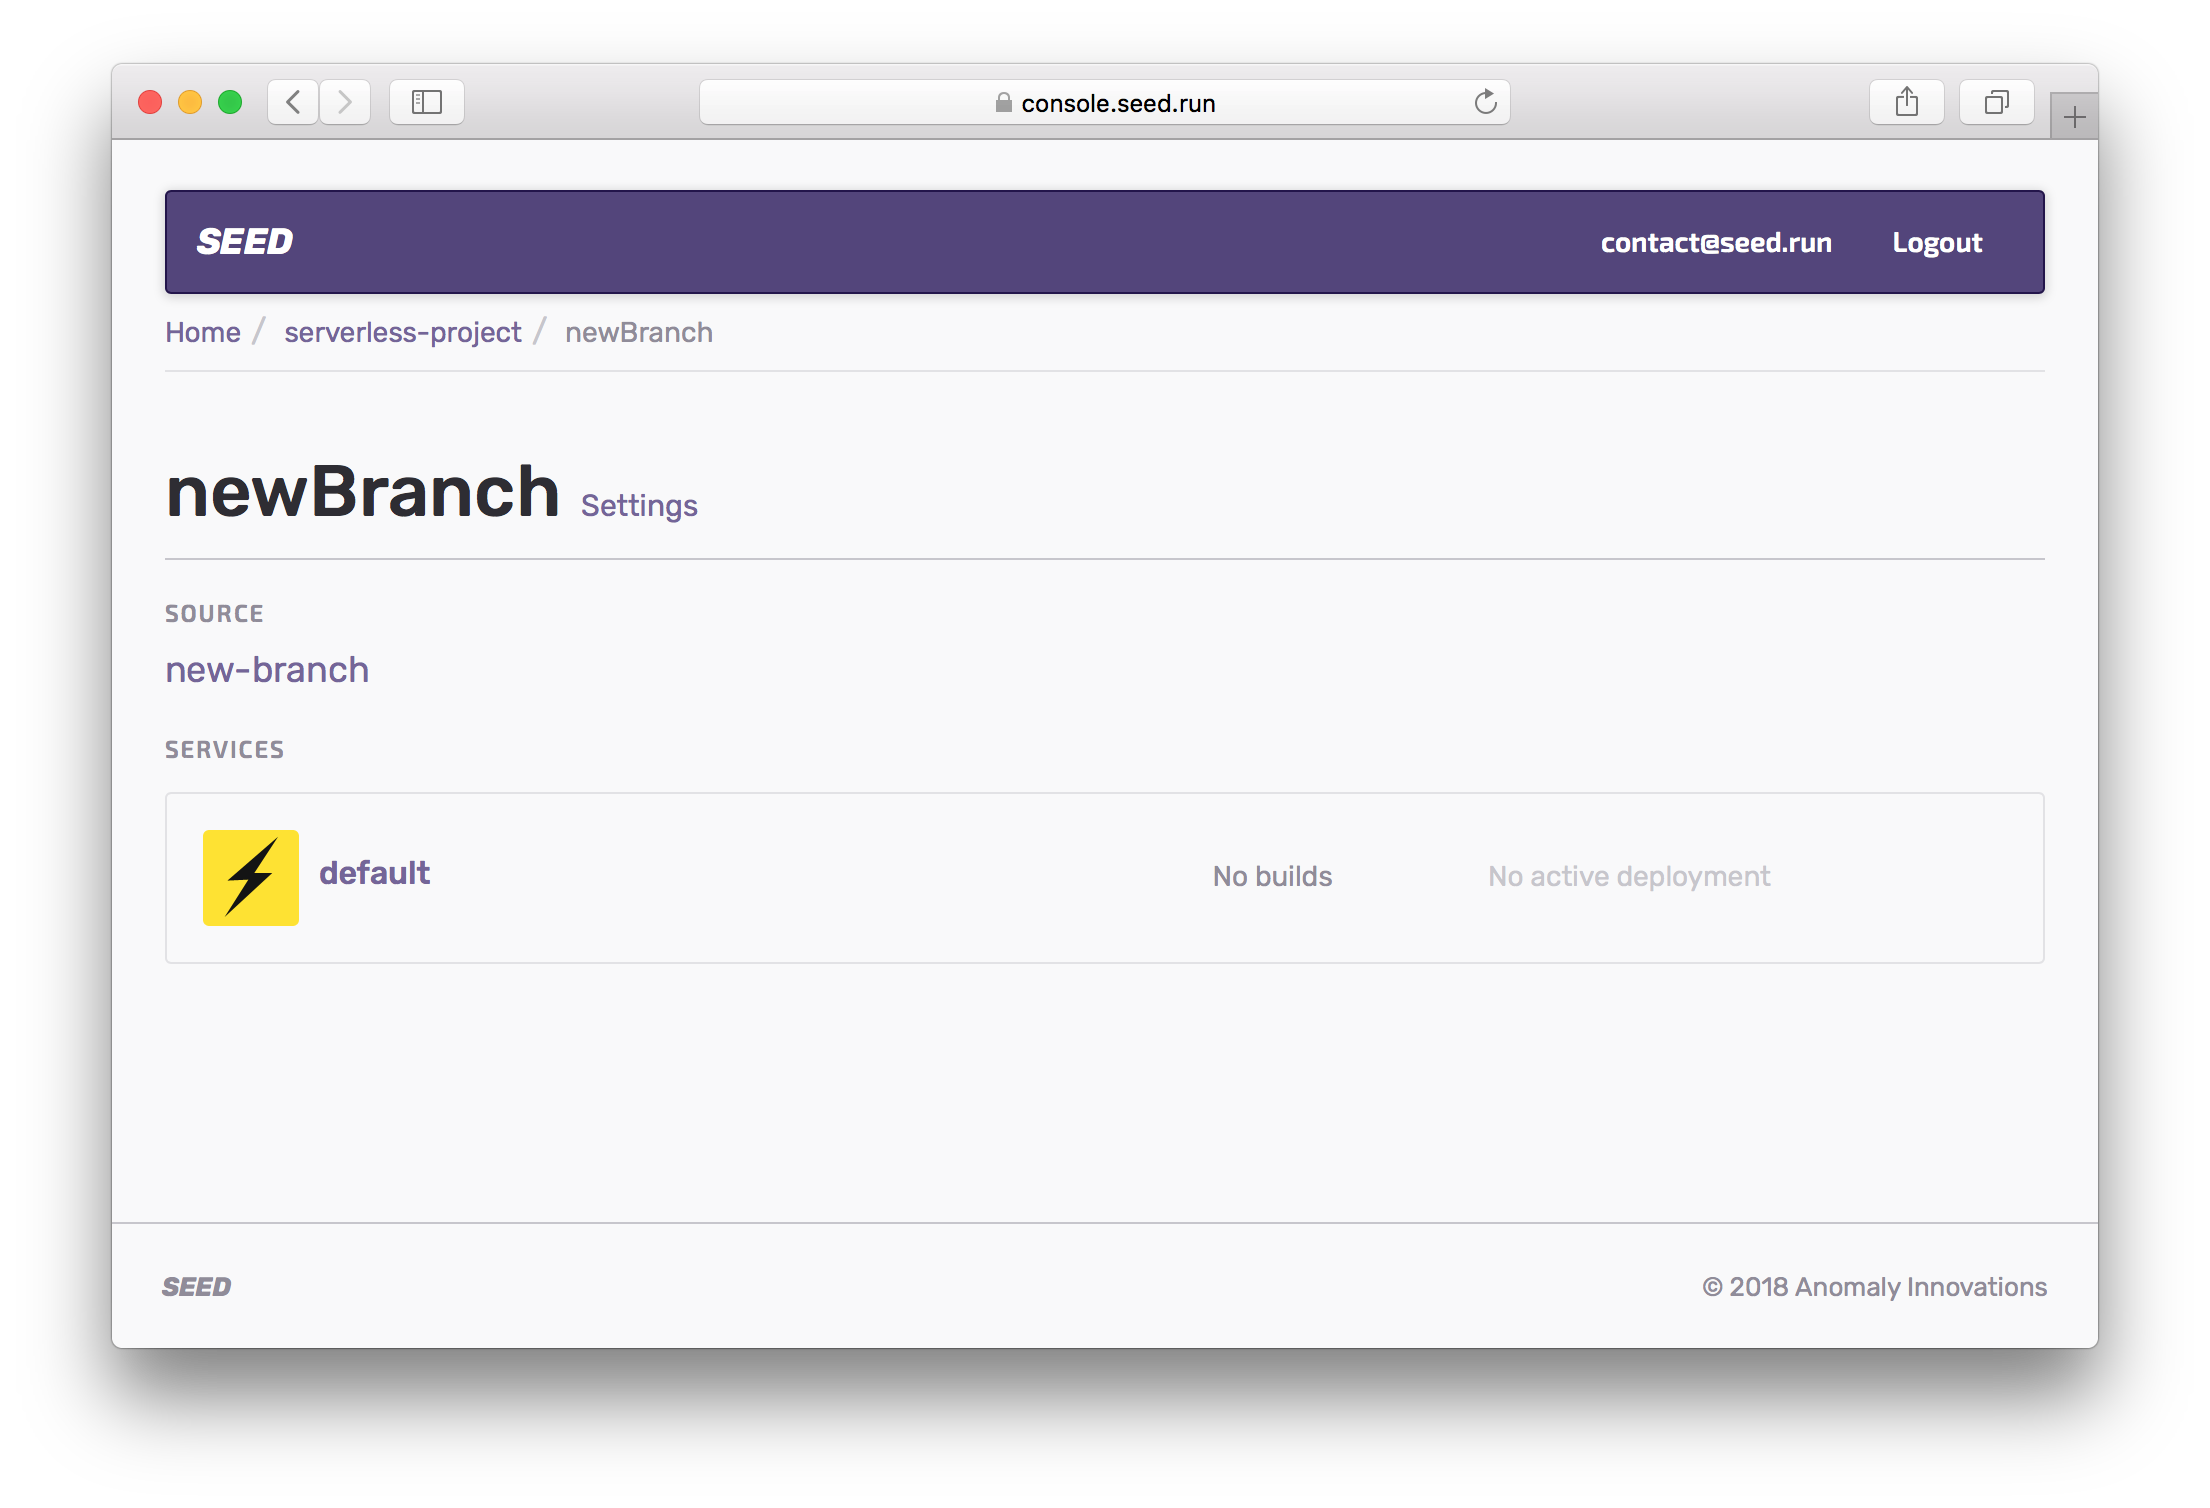 console.seed.run
SEED contact@seed.run Logout
Home / serverless-project / newBranch
newBranch Settings
SOURCE
new-branch
SERVICES
default No builds No active deployment
SEED © 2018 Anomaly Innovations